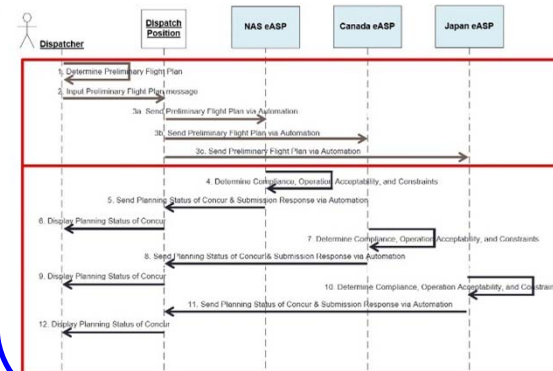 Dispatcher
Dispatch
Position
NAS eASP
Canada eASP
Japan eASP
1. Determine Preliminary Flight Plan
2. Input Preliminary Flight Plan message
3a. Send Preliminary Flight Plan via Automation
3b. Send Preliminary Flight Plan via Automation
3c. Send Preliminary Flight Plan via Automation
4. Determine Compliance, Operation Acceptability, and Constraints
5. Send Planning Status of Concur & Submission Response via Automation
6. Display Planning Status of Concur
7. Determine Compliance, Operation Acceptability, and Constraints
8. Send Planning Status of Concur & Submission Response via Automation
9. Display Planning Status of Concur
10. Determine Compliance, Operation Acceptability, and Constrain
11. Send Planning Status of Concur & Submission Response via Automation
12. Display Planning Status of Concur